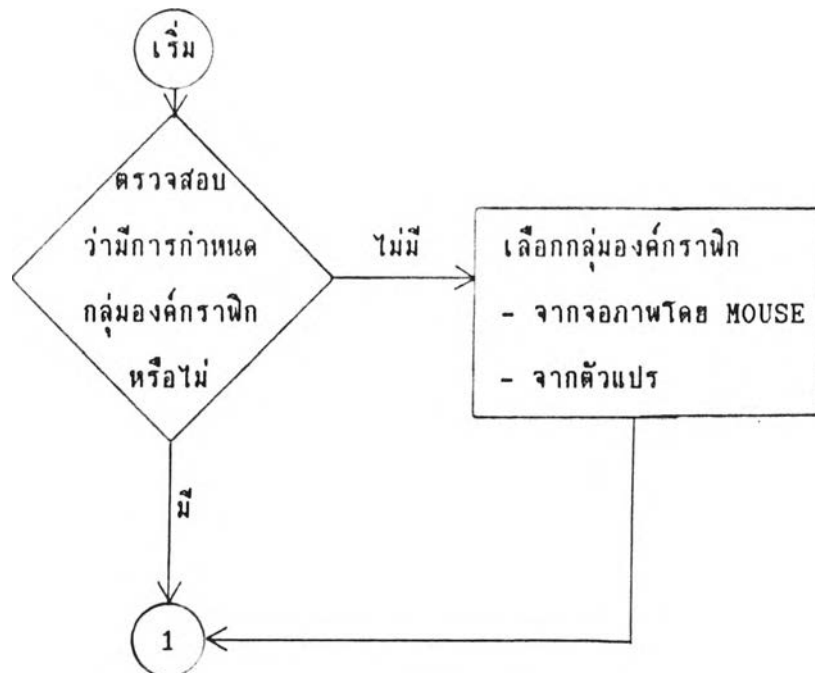 เริ่ม
ตรวจสอบ
ว่ามีการกำหนด
กลุ่มองค์กราฟิก
หรือไม่
ไม่มี
เลือกกลุ่มองค์กราฟิก
- จากจอภาพโดย MOUSE
- จากตัวแปร
มี
1